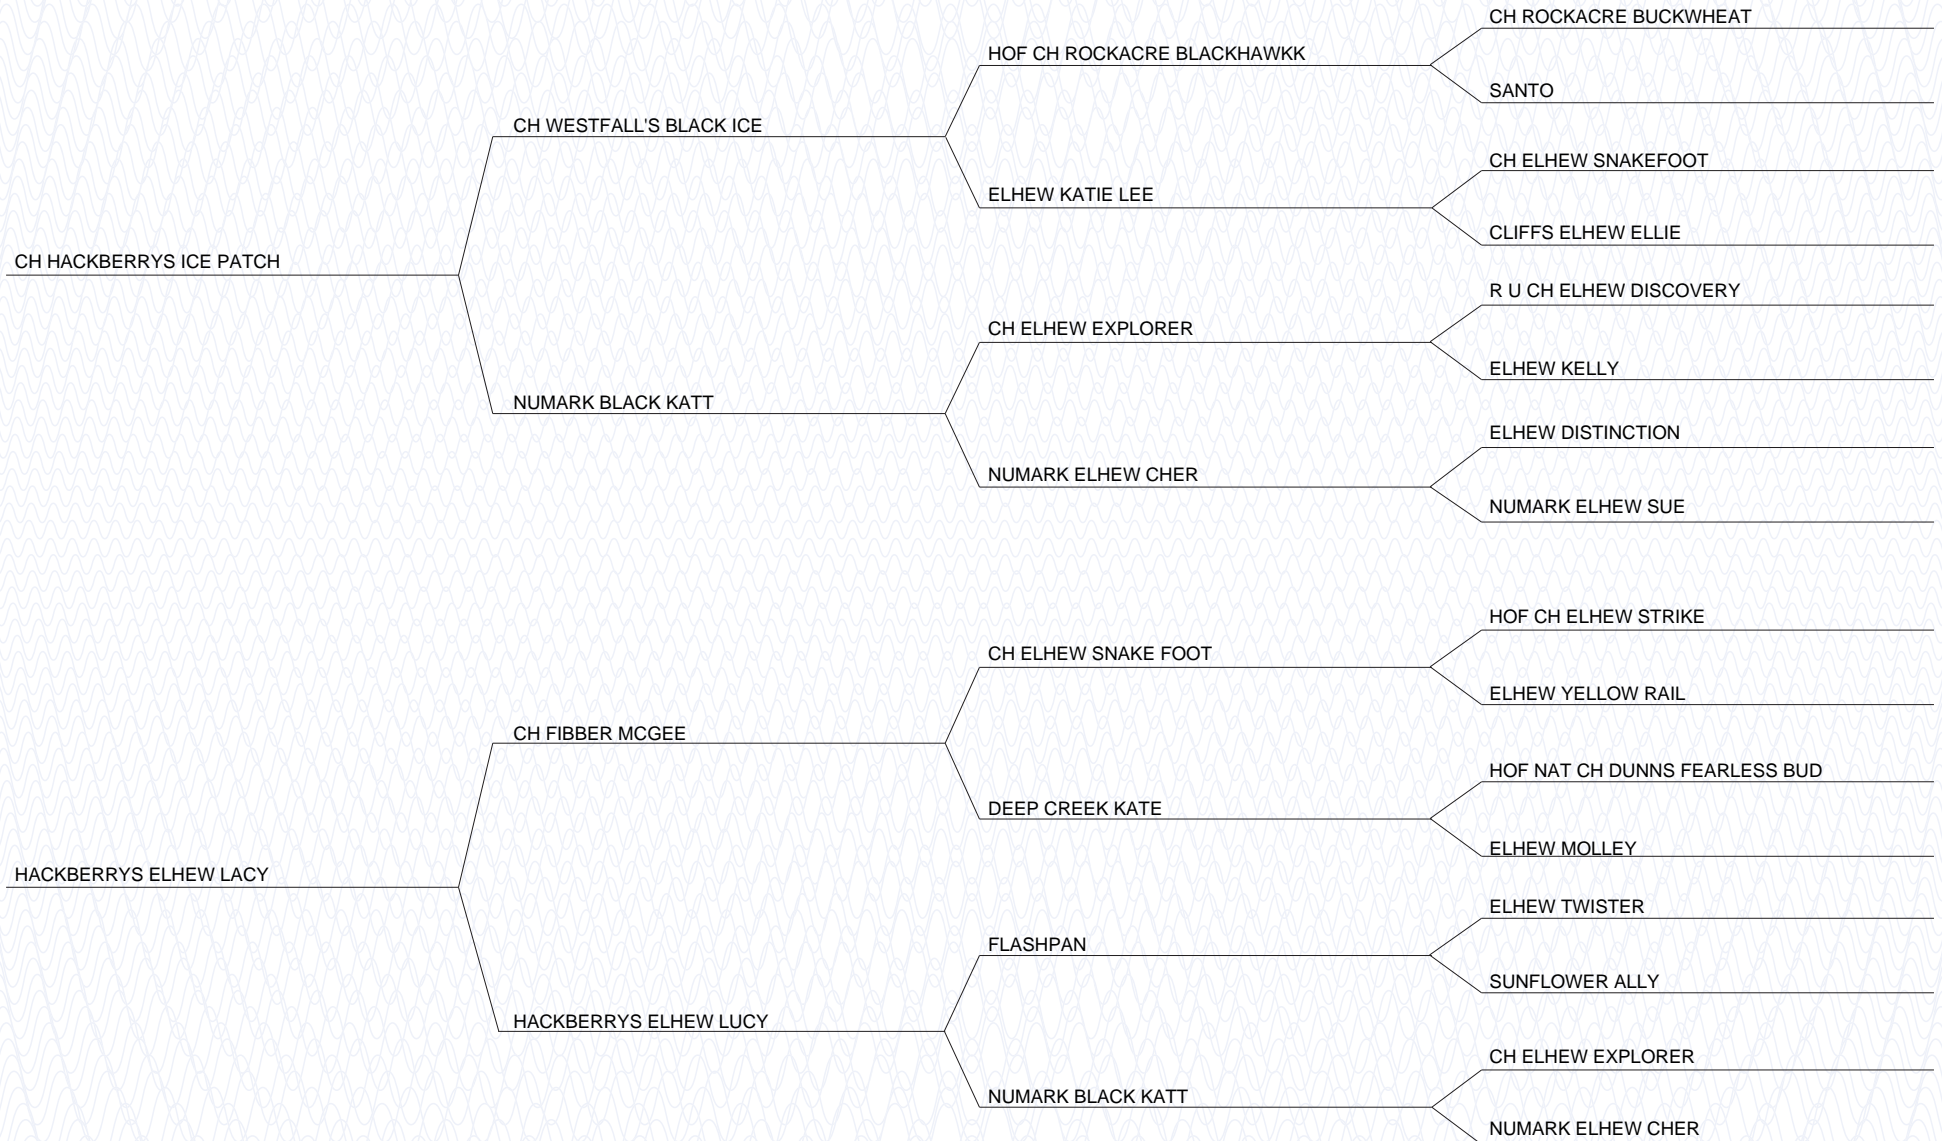 CH ROCKACRE BUCKWHEAT
HOF CH ROCKACRE BLACKHAWKK
SANTO
CH WESTFALL'S BLACK ICE
CH ELHEW SNAKEFOOT
ELHEW KATIE LEE
CLIFFS ELHEW ELLIE
CH HACKBERRYS ICE PATCH
R U CH ELHEW DISCOVERY
CH ELHEW EXPLORER
ELHEW KELLY
NUMARK BLACK KATT
ELHEW DISTINCTION
NUMARK ELHEW CHER
NUMARK ELHEW SUE
HOF CH ELHEW STRIKE
CH ELHEW SNAKE FOOT
ELHEW YELLOW RAIL
CH FIBBER MCGEE
HOF NAT CH DUNNS FEARLESS BUD
DEEP CREEK KATE
ELHEW MOLLEY
HACKBERRYS ELHEW LACY
ELHEW TWISTER
FLASHPAN
SUNFLOWER ALLY
HACKBERRYS ELHEW LUCY
CH ELHEW EXPLORER
NUMARK BLACK KATT
NUMARK ELHEW CHER